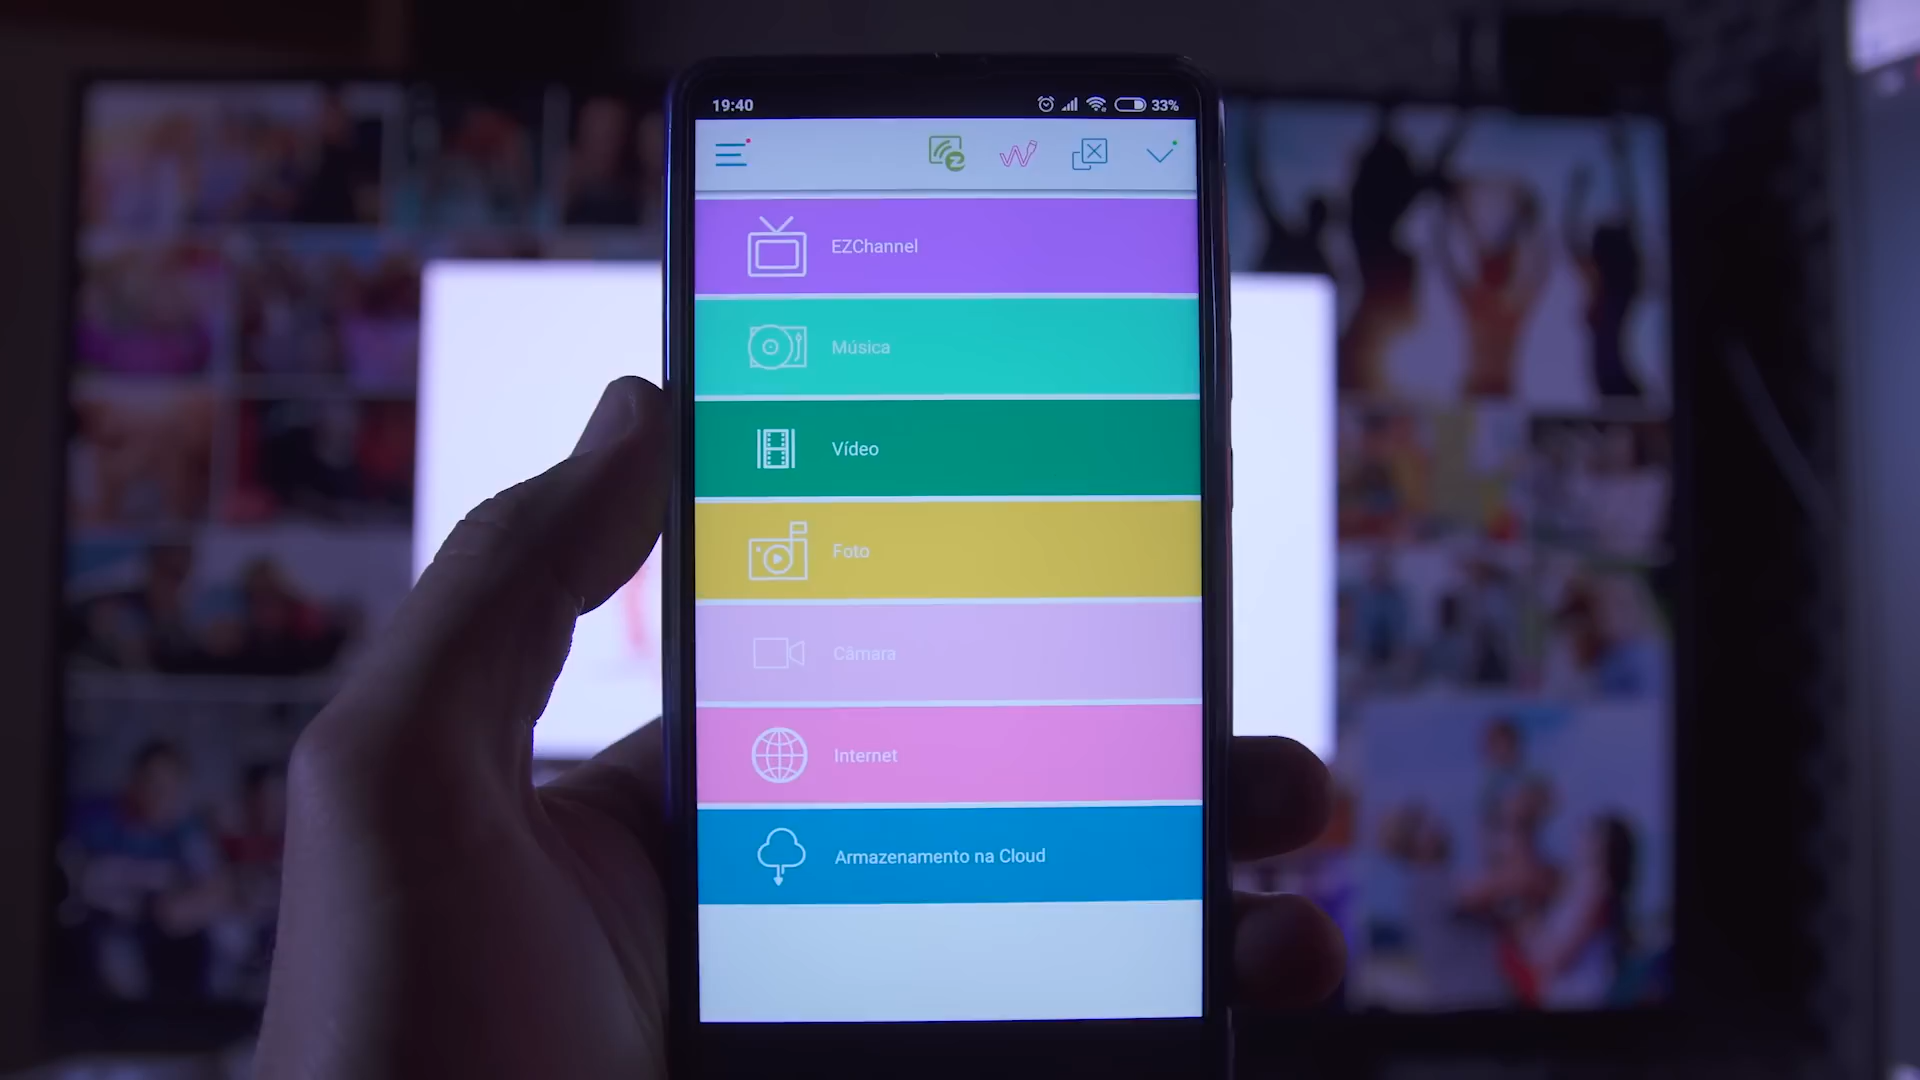 19:40 33%
EZChannel
Música
Vídeo
Foto
Câmara
Internet
Armazenamento na Cloud